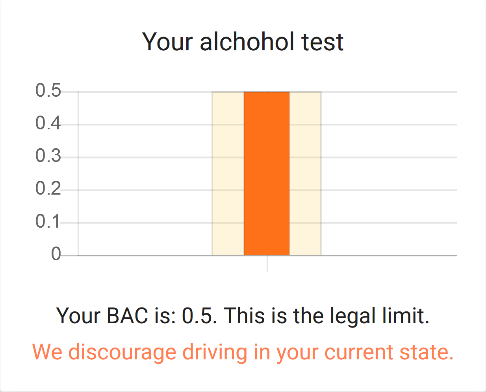 Your alchohol test
0.5
0.4
0.3
0.2
0.1
0
Your BAC is: 0.5. This is the legal limit.
We discourage driving in your current state.